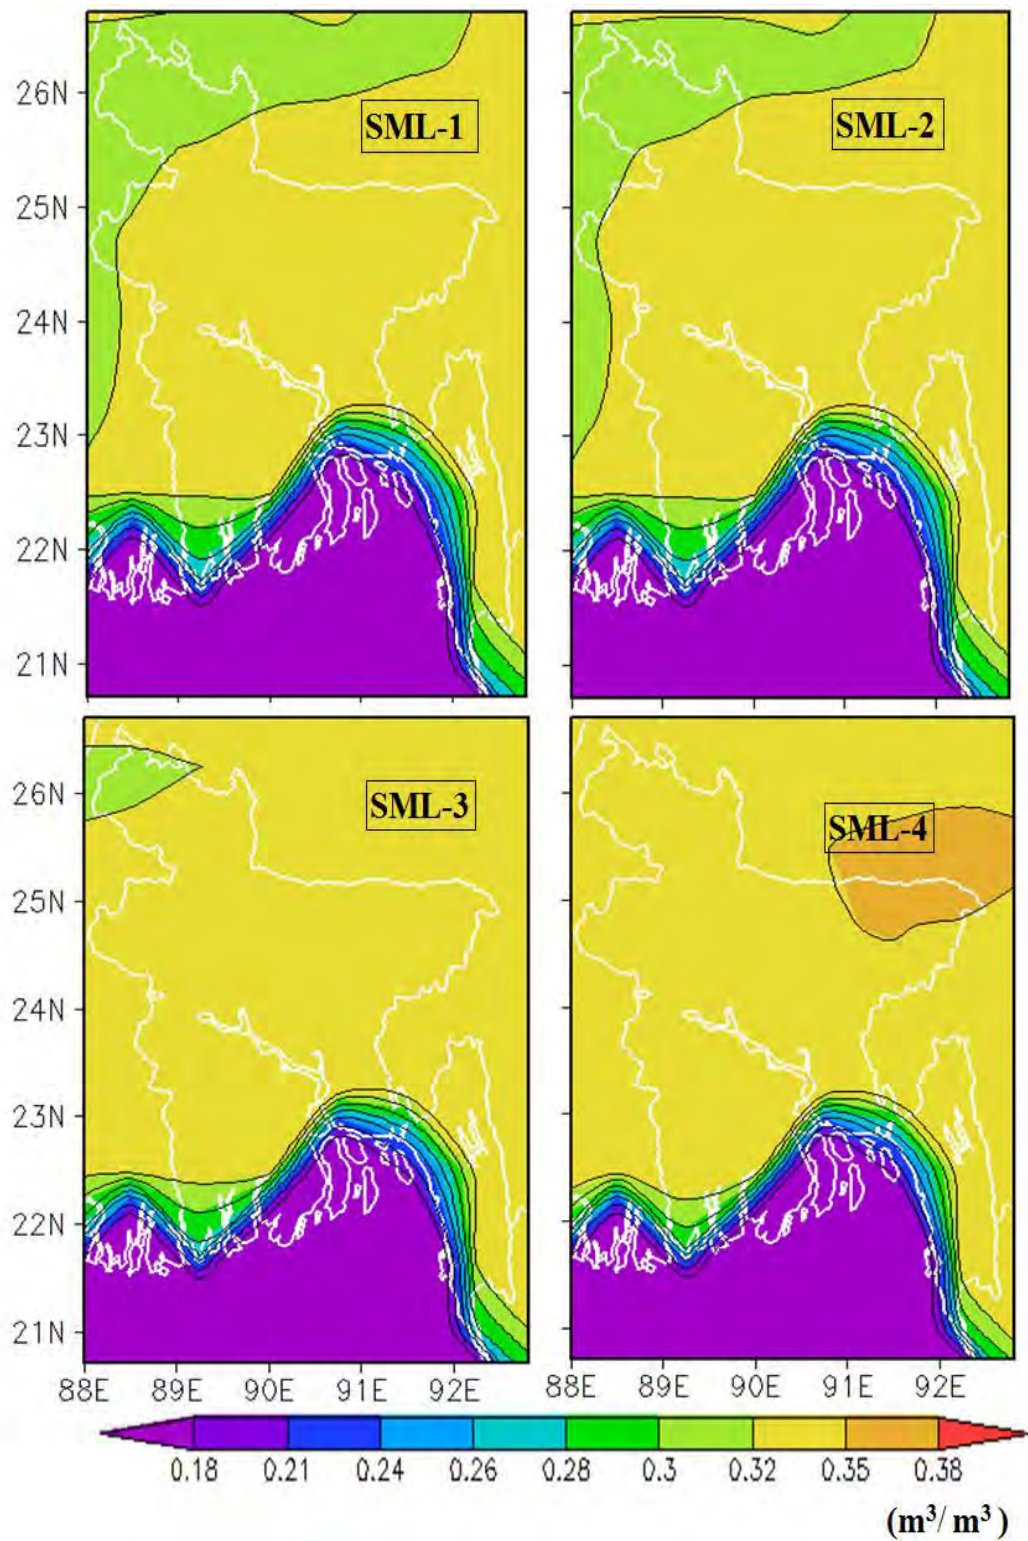 26N
25N
24N
23N
22N
21N
SML-1
SML-2
26N
25N
24N
23N
22N
21N
SML-3
SML-4
88E 89E 90E 91E 92E
88E 89E 90E 91E 92E
0.18 0.21 0.24 0.26 0.28 0.3 0.32 0.35 0.38
(m³/ m³ )